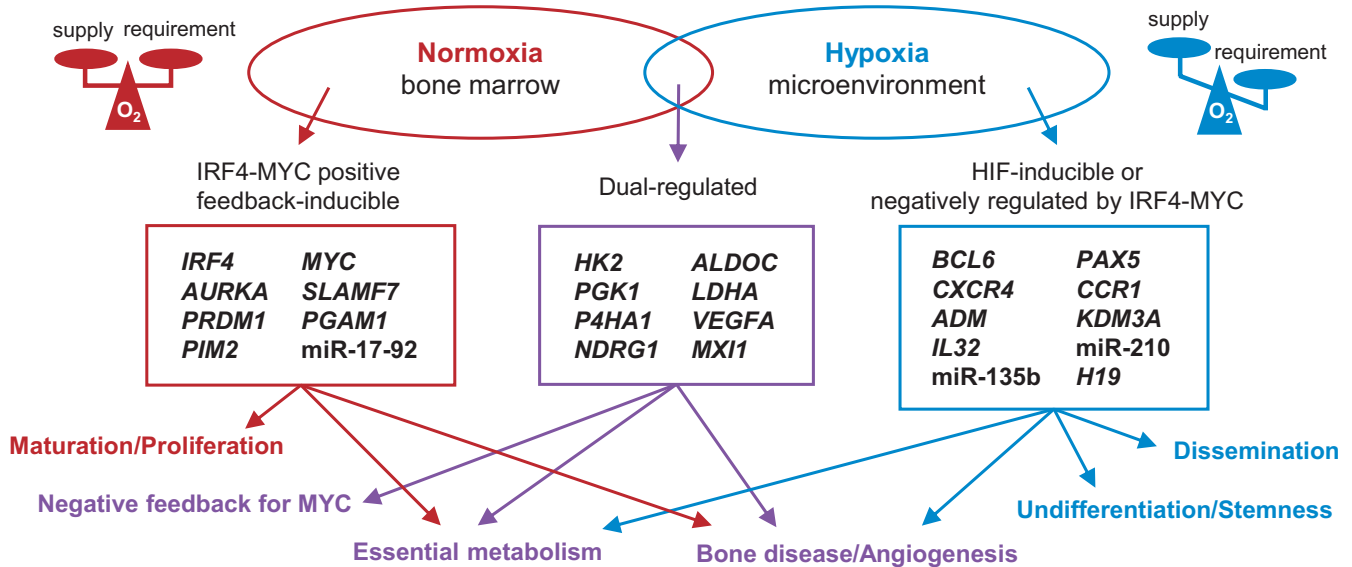 supply requirement
O2
Normoxia
bone marrow
Hypoxia
microenvironment
supply
requirement
O2
IRF4-MYC positive
feedback-inducible
Dual-regulated
HIF-inducible or
negatively regulated by IRF4-MYC
IRF4 MYC
AURKA SLAMF7
PRDM1 PGAM1
PIM2 miR-17-92
HK2 ALDOC
PGK1 LDHA
P4HA1 VEGFA
NDRG1 MXI1
BCL6 PAX5
CXCR4 CCR1
ADM KDM3A
IL32 miR-210
miR-135b H19
Maturation/Proliferation
Negative feedback for MYC
Essential metabolism
Bone disease/Angiogenesis
Dissemination
Undifferentiation/Stemness